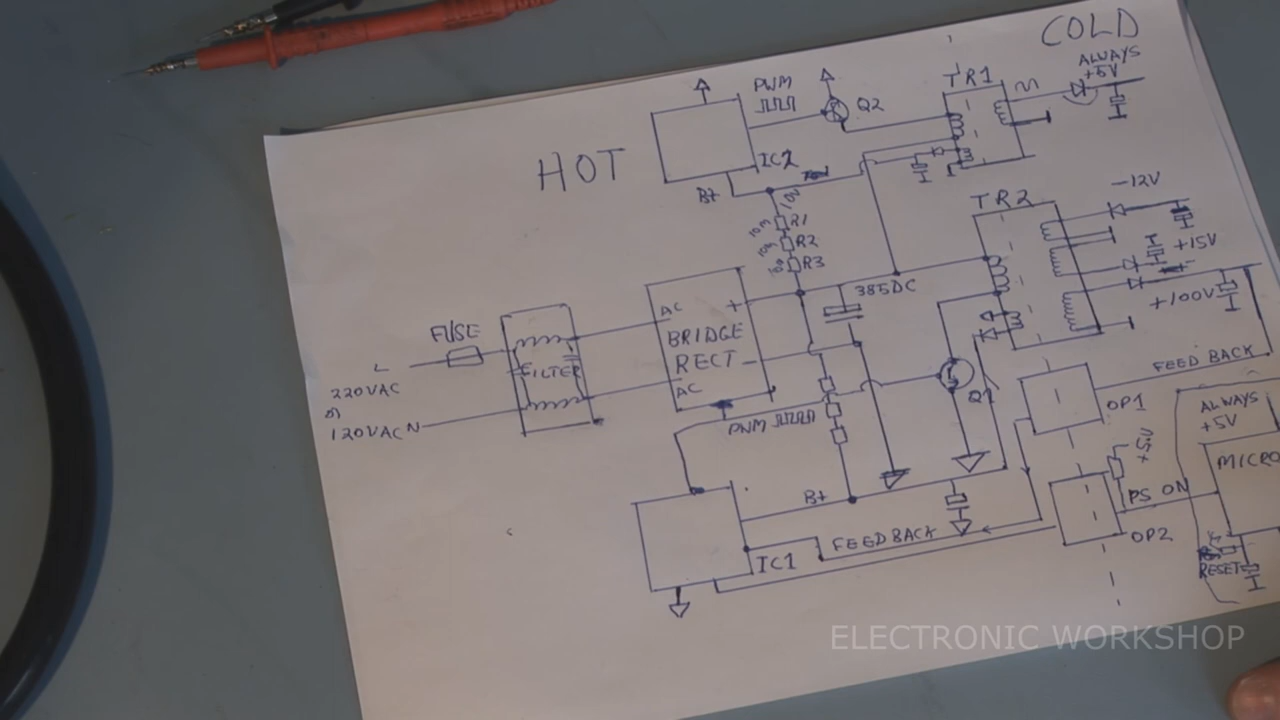 COLD
HOT
PWM
Q2
IC2
B+
TR1
ALWAYS
+5V
10V
R1
R2
R3
TR2
-12V
+15V
+100V
385DC
FUSE
L
220VAC
120VAC N
FILTER
AC
BRIDGE
RECT
+
-
AC
PWM
Q1
OP1
FEED BACK
ALWAYS
+5V
MICRO
+5V
PS ON
OP2
RESET
B+
FEED BACK
IC1
ELECTRONIC WORKSHOP